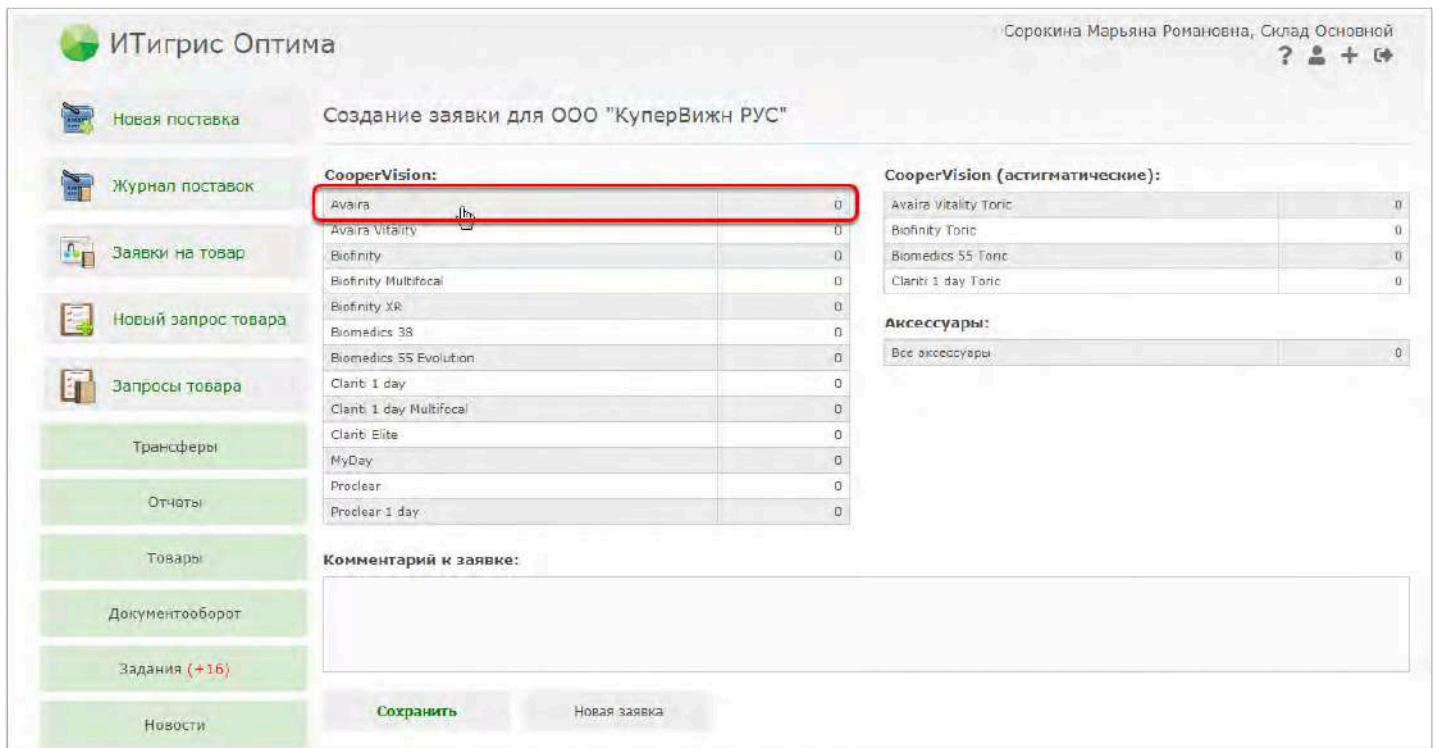 ИТигрис Оптима
Сорокина Марьяна Романовна, Склад Основной
?
Новая поставка
Журнал поставок
Заявки на товар
Новый запрос товара
Запросы товара
Трансферы
Отчеты
Товары
Документооборот
Задания (+16)
Новости
Создание заявки для ООО "КуперВижн РУС"
CooperVision:
Avaira 0
Avaira Vitality 0
Biofinity 0
Biofinity Multifocal 0
Biofinity XR 0
Biomedics 38 0
Biomedics 55 Evolution 0
Clariti 1 day 0
Clariti 1 day Multifocal 0
Clariti Elite 0
MyDay 0
Proclear 0
Proclear 1 day 0
CooperVision (астигматические):
Avaira Vitality Toric 0
Biofinity Toric 0
Biomedics 55 Toric 0
Clariti 1 day Toric 0
Аксессуары:
Все аксессуары 0
Комментарий к заявке:
Сохранить
Новая заявка